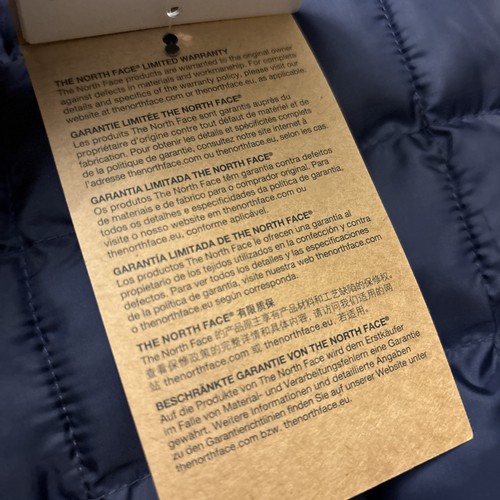 THE NORTH FACE® LIMITED WARRANTY
The North Face products are warranted to the original owner
against defects in materials and workmanship. For complete
details and specifics of the warranty policy, please visit our
website at thenorthface.com or thenorthface.eu, as applicable.
GARANTIE LIMITÉE THE NORTH FACE®
Les produits The North Face sont garantis auprès du
propriétaire d'origine contre tout défaut de matériel et de
fabrication. Pour obtenir les détails et spécificités complets
de la politique de garantie, consultez notre site internet à
l'adresse thenorthface.com ou thenorthface.eu, selon les cas.
GARANTIA LIMITADA THE NORTH FACE®
Os produtos The North Face têm garantia contra defeitos
de materiais e de fabrico para o comprador original. Para
todos os detalhes e especificidades da política de garantia,
visite o nosso website em thenorthface.com ou
thenorthface.eu, conforme aplicável.
GARANTÍA LIMITADA DE THE NORTH FACE®
Los productos The North Face le ofrecen una garantía al
propietario de los tejidos utilizados en la confección y contra
defectos. Para ver todos los detalles y las especificaciones
de la política de garantía, visite nuestra web thenorthface.com
o thenorthface.eu según corresponda.
THE NORTH FACE® 有限质保
The North Face 的产品原主享有产品材料和工艺缺陷的保修权。
查看保修政策的完整详情和具体内容，请访问我们适用的网
站 thenorthface.com 或 thenorthface.eu, 若适用。
BESCHRÄNKTE GARANTIE VON THE NORTH FACE®
Auf die Produkte von The North Face wird dem Erstkäufer
im Falle von Material- und Verarbeitungsfehlern eine Garantie
gewährt. Weitere Informationen und detaillierte Angaben
zu den Garantierichtlinien finden Sie auf unserer Website unter
thenorthface.com bzw. thenorthface.eu.